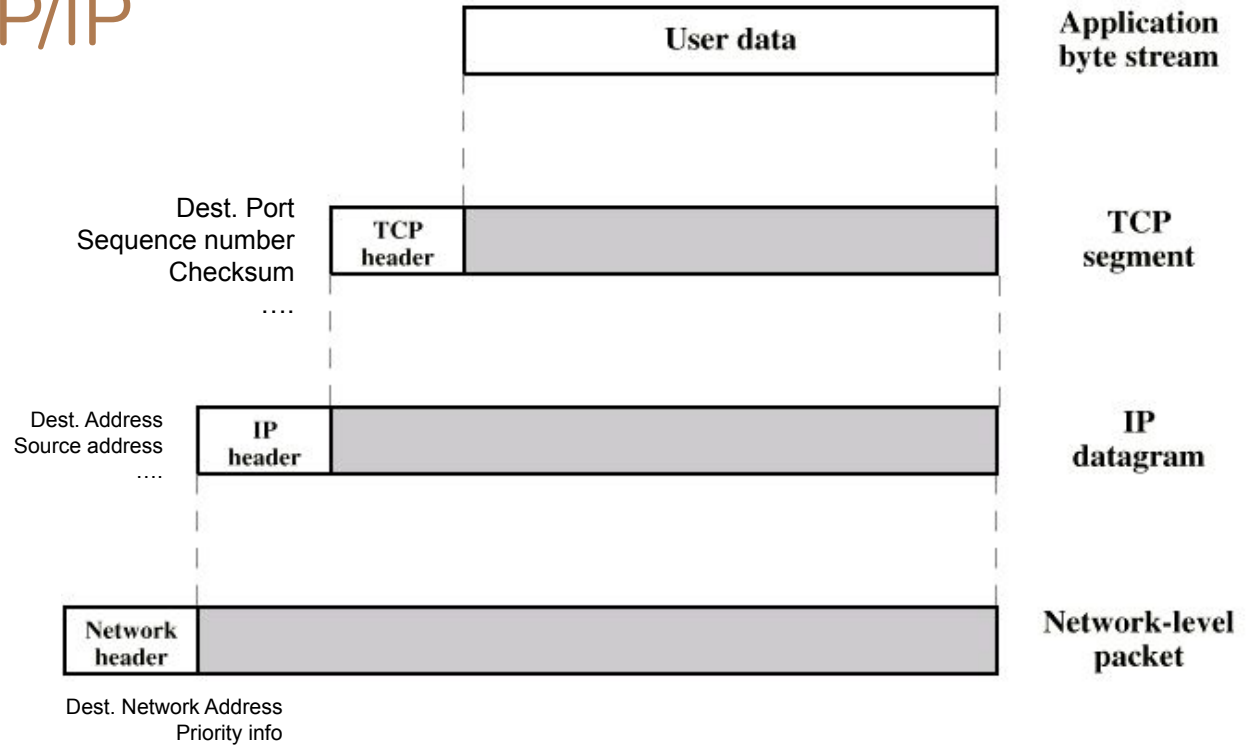 P/IP
User data
Application
byte stream
Dest. Port
Sequence number
Checksum
….
TCP
header
TCP
segment
Dest. Address
Source address
….
IP
header
IP
datagram
Network
header
Network-level
packet
Dest. Network Address
Priority info